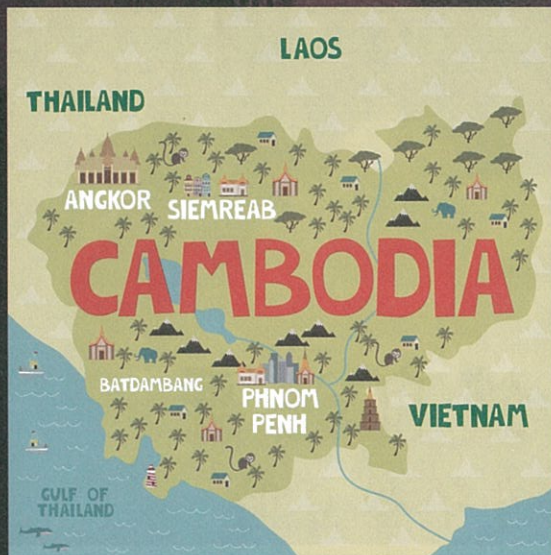 LAOS
THAILAND
ANGKOR
SIEMREAB
CAMBODIA
BATDAMBANG
PHNOM
PENH
VIETNAM
GULF OF
THAILAND